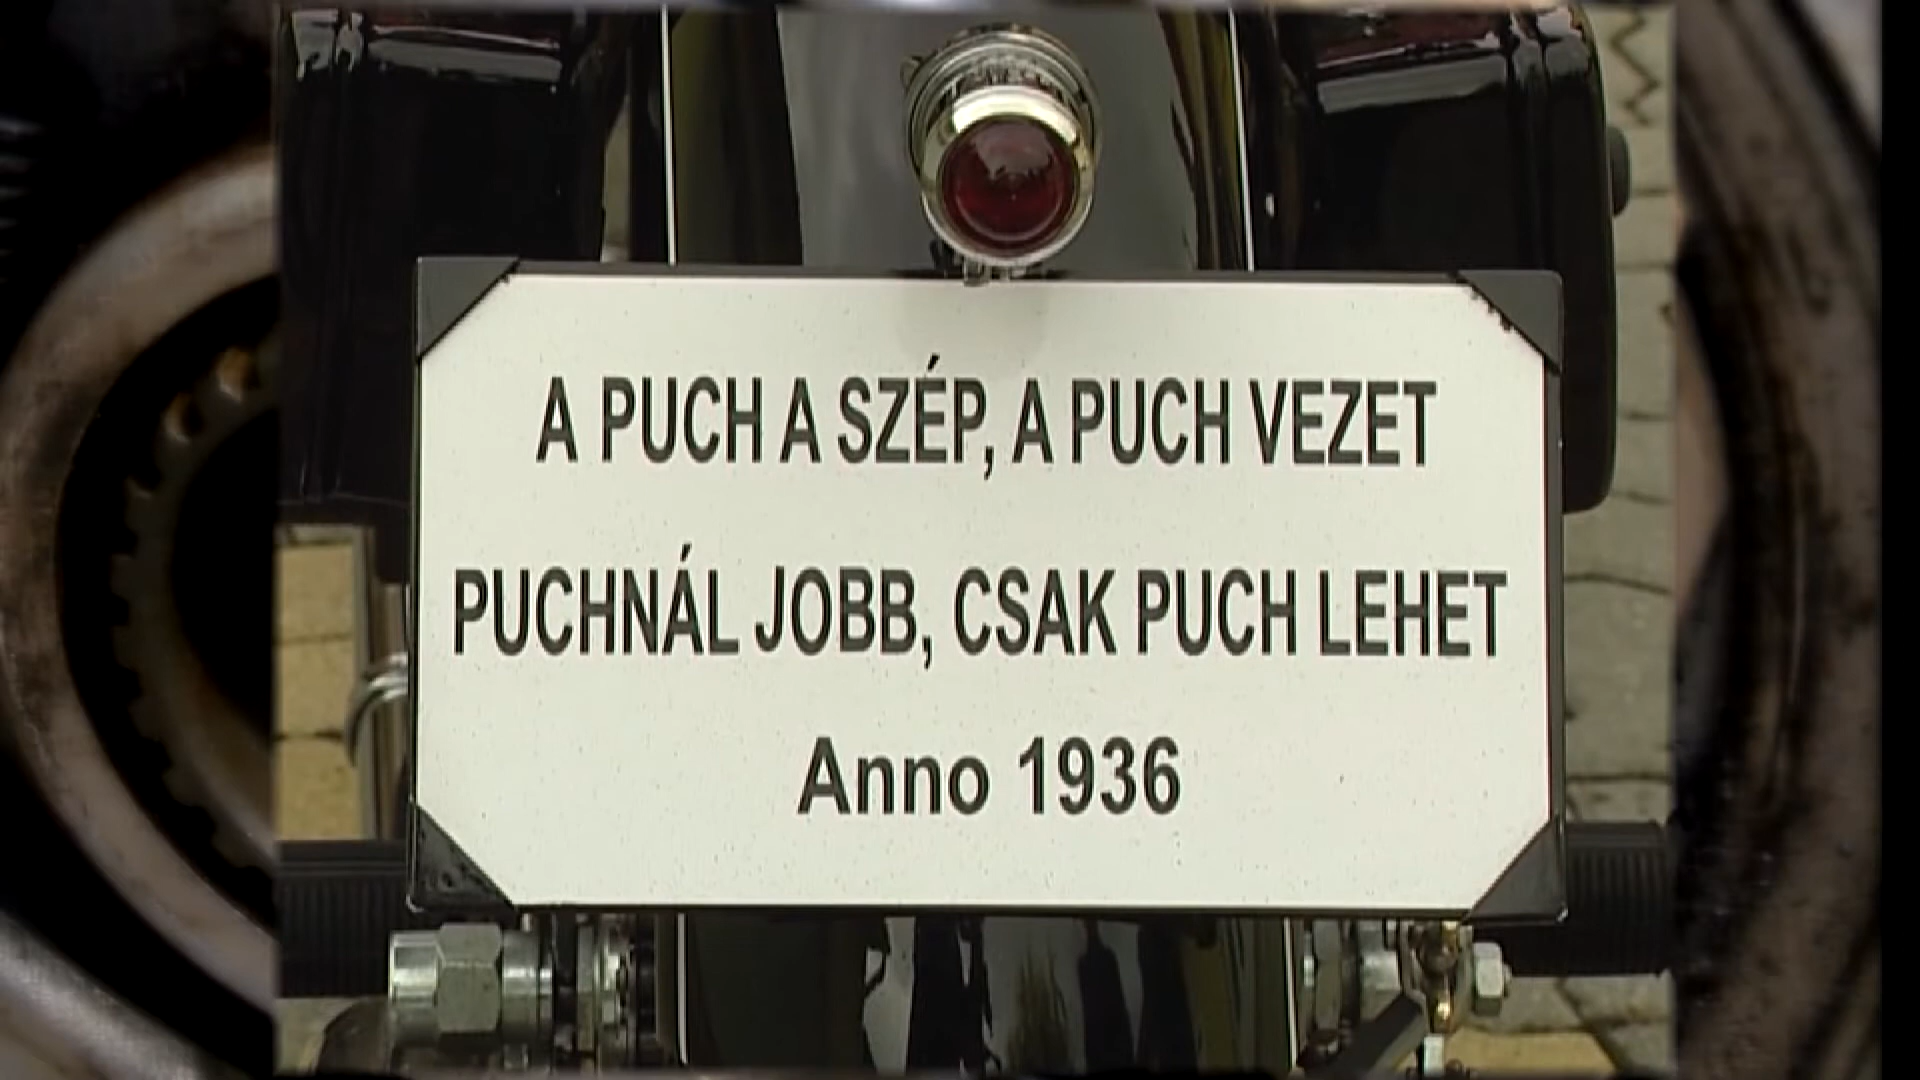 A PUCH A SZÉP, A PUCH VEZET
PUCHNÁL JOBB, CSAK PUCH LEHET
Anno 1936